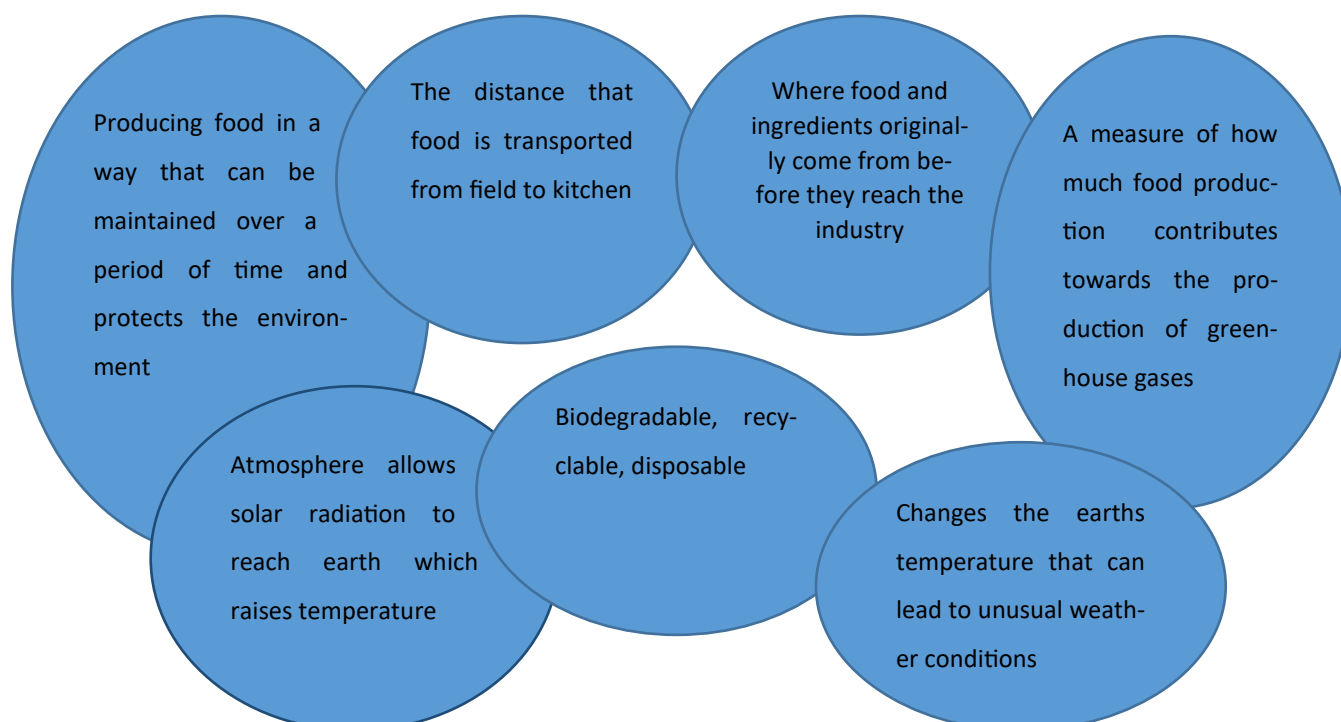 Producing food in a
way that can be
maintained over a
period of time and
protects the environ-
ment
The distance that
food is transported
from field to kitchen
Where food and
ingredients original-
ly come from be-
fore they reach the
industry
A measure of how
much food produc-
tion contributes
towards the pro-
duction of green-
house gases
Atmosphere allows
solar radiation to
reach earth which
raises temperature
Biodegradable, recy-
clable, disposable
Changes the earths
temperature that can
lead to unusual weath-
er conditions